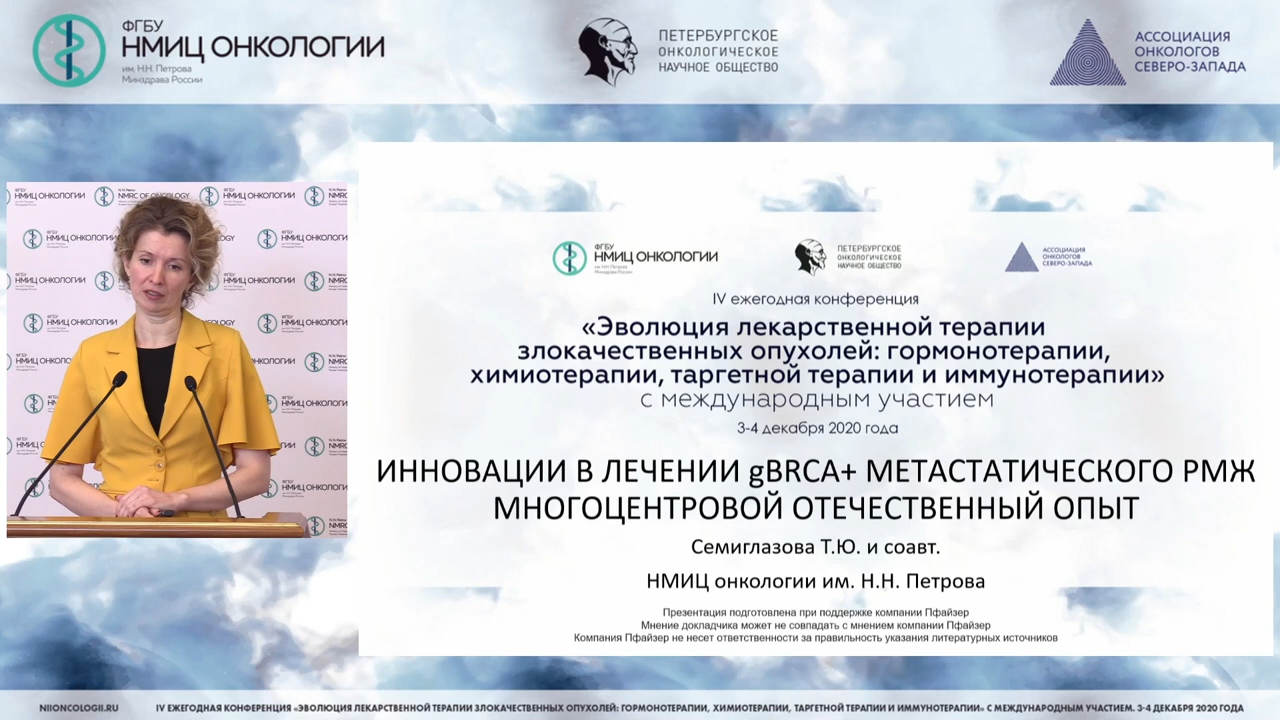 ФГБУ
НМИЦ ОНКОЛОГИИ
им. Н.Н. Петрова
Минздрава России
ПЕТЕРБУРГСКОЕ
ОНКОЛОГИЧЕСКОЕ
НАУЧНОЕ ОБЩЕСТВО
АССОЦИАЦИЯ
ОНКОЛОГОВ
СЕВЕРО-ЗАПАДА
ФГБУ
НМИЦ ОНКОЛОГИИ
им. Н.Н. Петрова
Минздрава России
ПЕТЕРБУРГСКОЕ
ОНКОЛОГИЧЕСКОЕ
НАУЧНОЕ ОБЩЕСТВО
АССОЦИАЦИЯ
ОНКОЛОГОВ
СЕВЕРО-ЗАПАДА
IV ежегодная конференция
«Эволюция лекарственной терапии
злокачественных опухолей: гормонотерапии,
химиотерапии, таргетной терапии и иммунотерапии»
с международным участием
3-4 декабря 2020 года
ИННОВАЦИИ В ЛЕЧЕНИИ gBRCA+ МЕТАСТАТИЧЕСКОГО РМЖ
МНОГОЦЕНТРОВОЙ ОТЕЧЕСТВЕННЫЙ ОПЫТ
Семиглазова Т.Ю. и соавт.
НМИЦ онкологии им. Н.Н. Петрова
Презентация подготовлена при поддержке компании Пфайзер
Мнение докладчика может не совпадать с мнением компании Пфайзер
Компания Пфайзер не несет ответственности за правильность указания литературных источников
NIIONCOLOGII.RU
IV ЕЖЕГОДНАЯ КОНФЕРЕНЦИЯ «ЭВОЛЮЦИЯ ЛЕКАРСТВЕННОЙ ТЕРАПИИ ЗЛОКАЧЕСТВЕННЫХ ОПУХОЛЕЙ: ГОРМОНОТЕРАПИИ, ХИМИОТЕРАПИИ, ТАРГЕТНОЙ ТЕРАПИИ И ИММУНОТЕРАПИИ» С МЕЖДУНАРОДНЫМ УЧАСТИЕМ. 3-4 ДЕКАБРЯ 2020 ГОДА